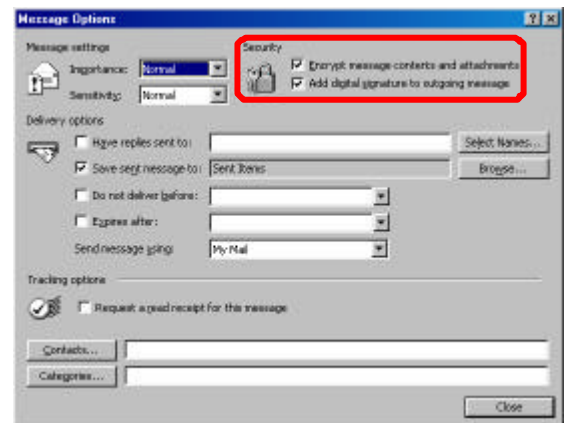 Message Options
Message settings
Importance: Normal
Sensitivity: Normal
Security
Encrypt message contents and attachments
Add digital signature to outgoing message
Delivery options
Have replies sent to:
Select Names...
Save sent message to: Sent Items
Browse...
Do not deliver before:
Expires after:
Send message using: My Mail
Tracking options
Request a read receipt for this message
Contacts...
Categories...
Close